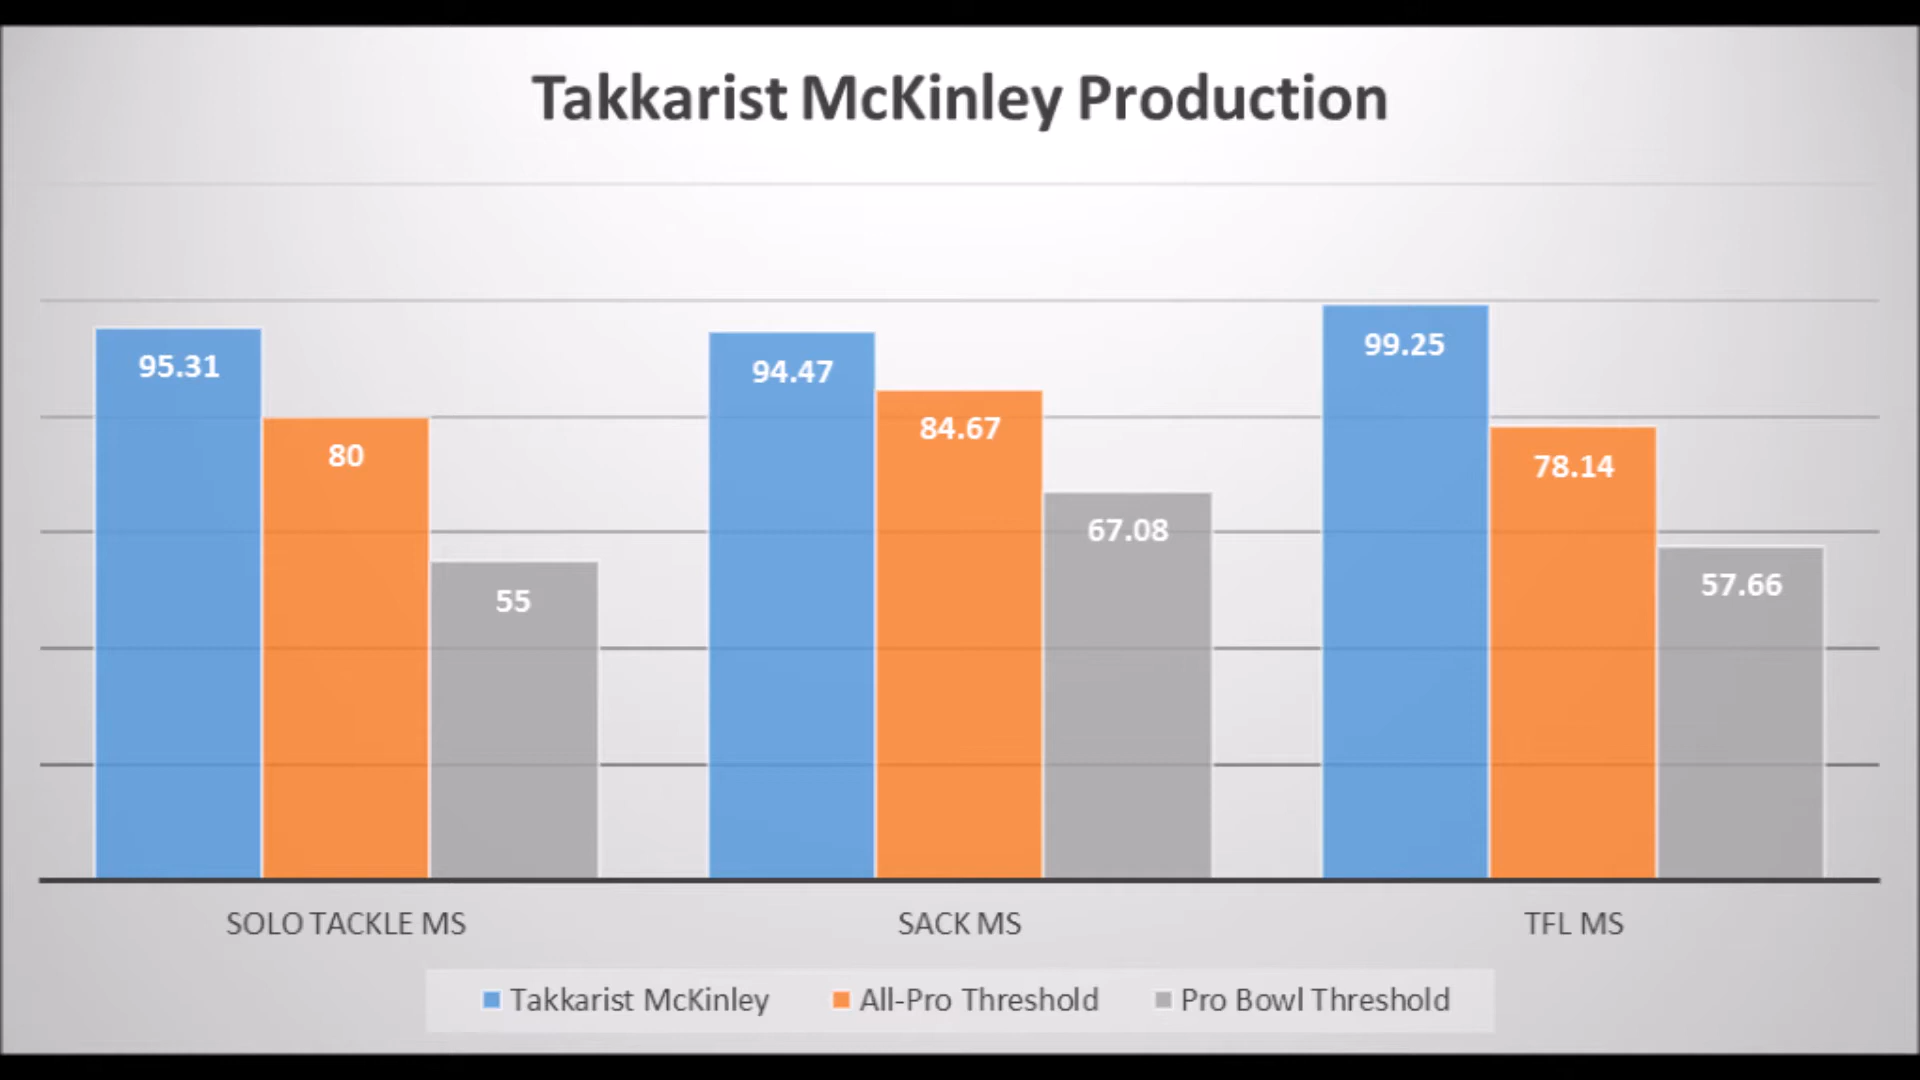 Takkarist McKinley Production
95.31
80
55
94.47
84.67
67.08
99.25
78.14
57.66
SOLO TACKLE MS
SACK MS
TFL MS
Takkarist McKinley
All-Pro Threshold
Pro Bowl Threshold